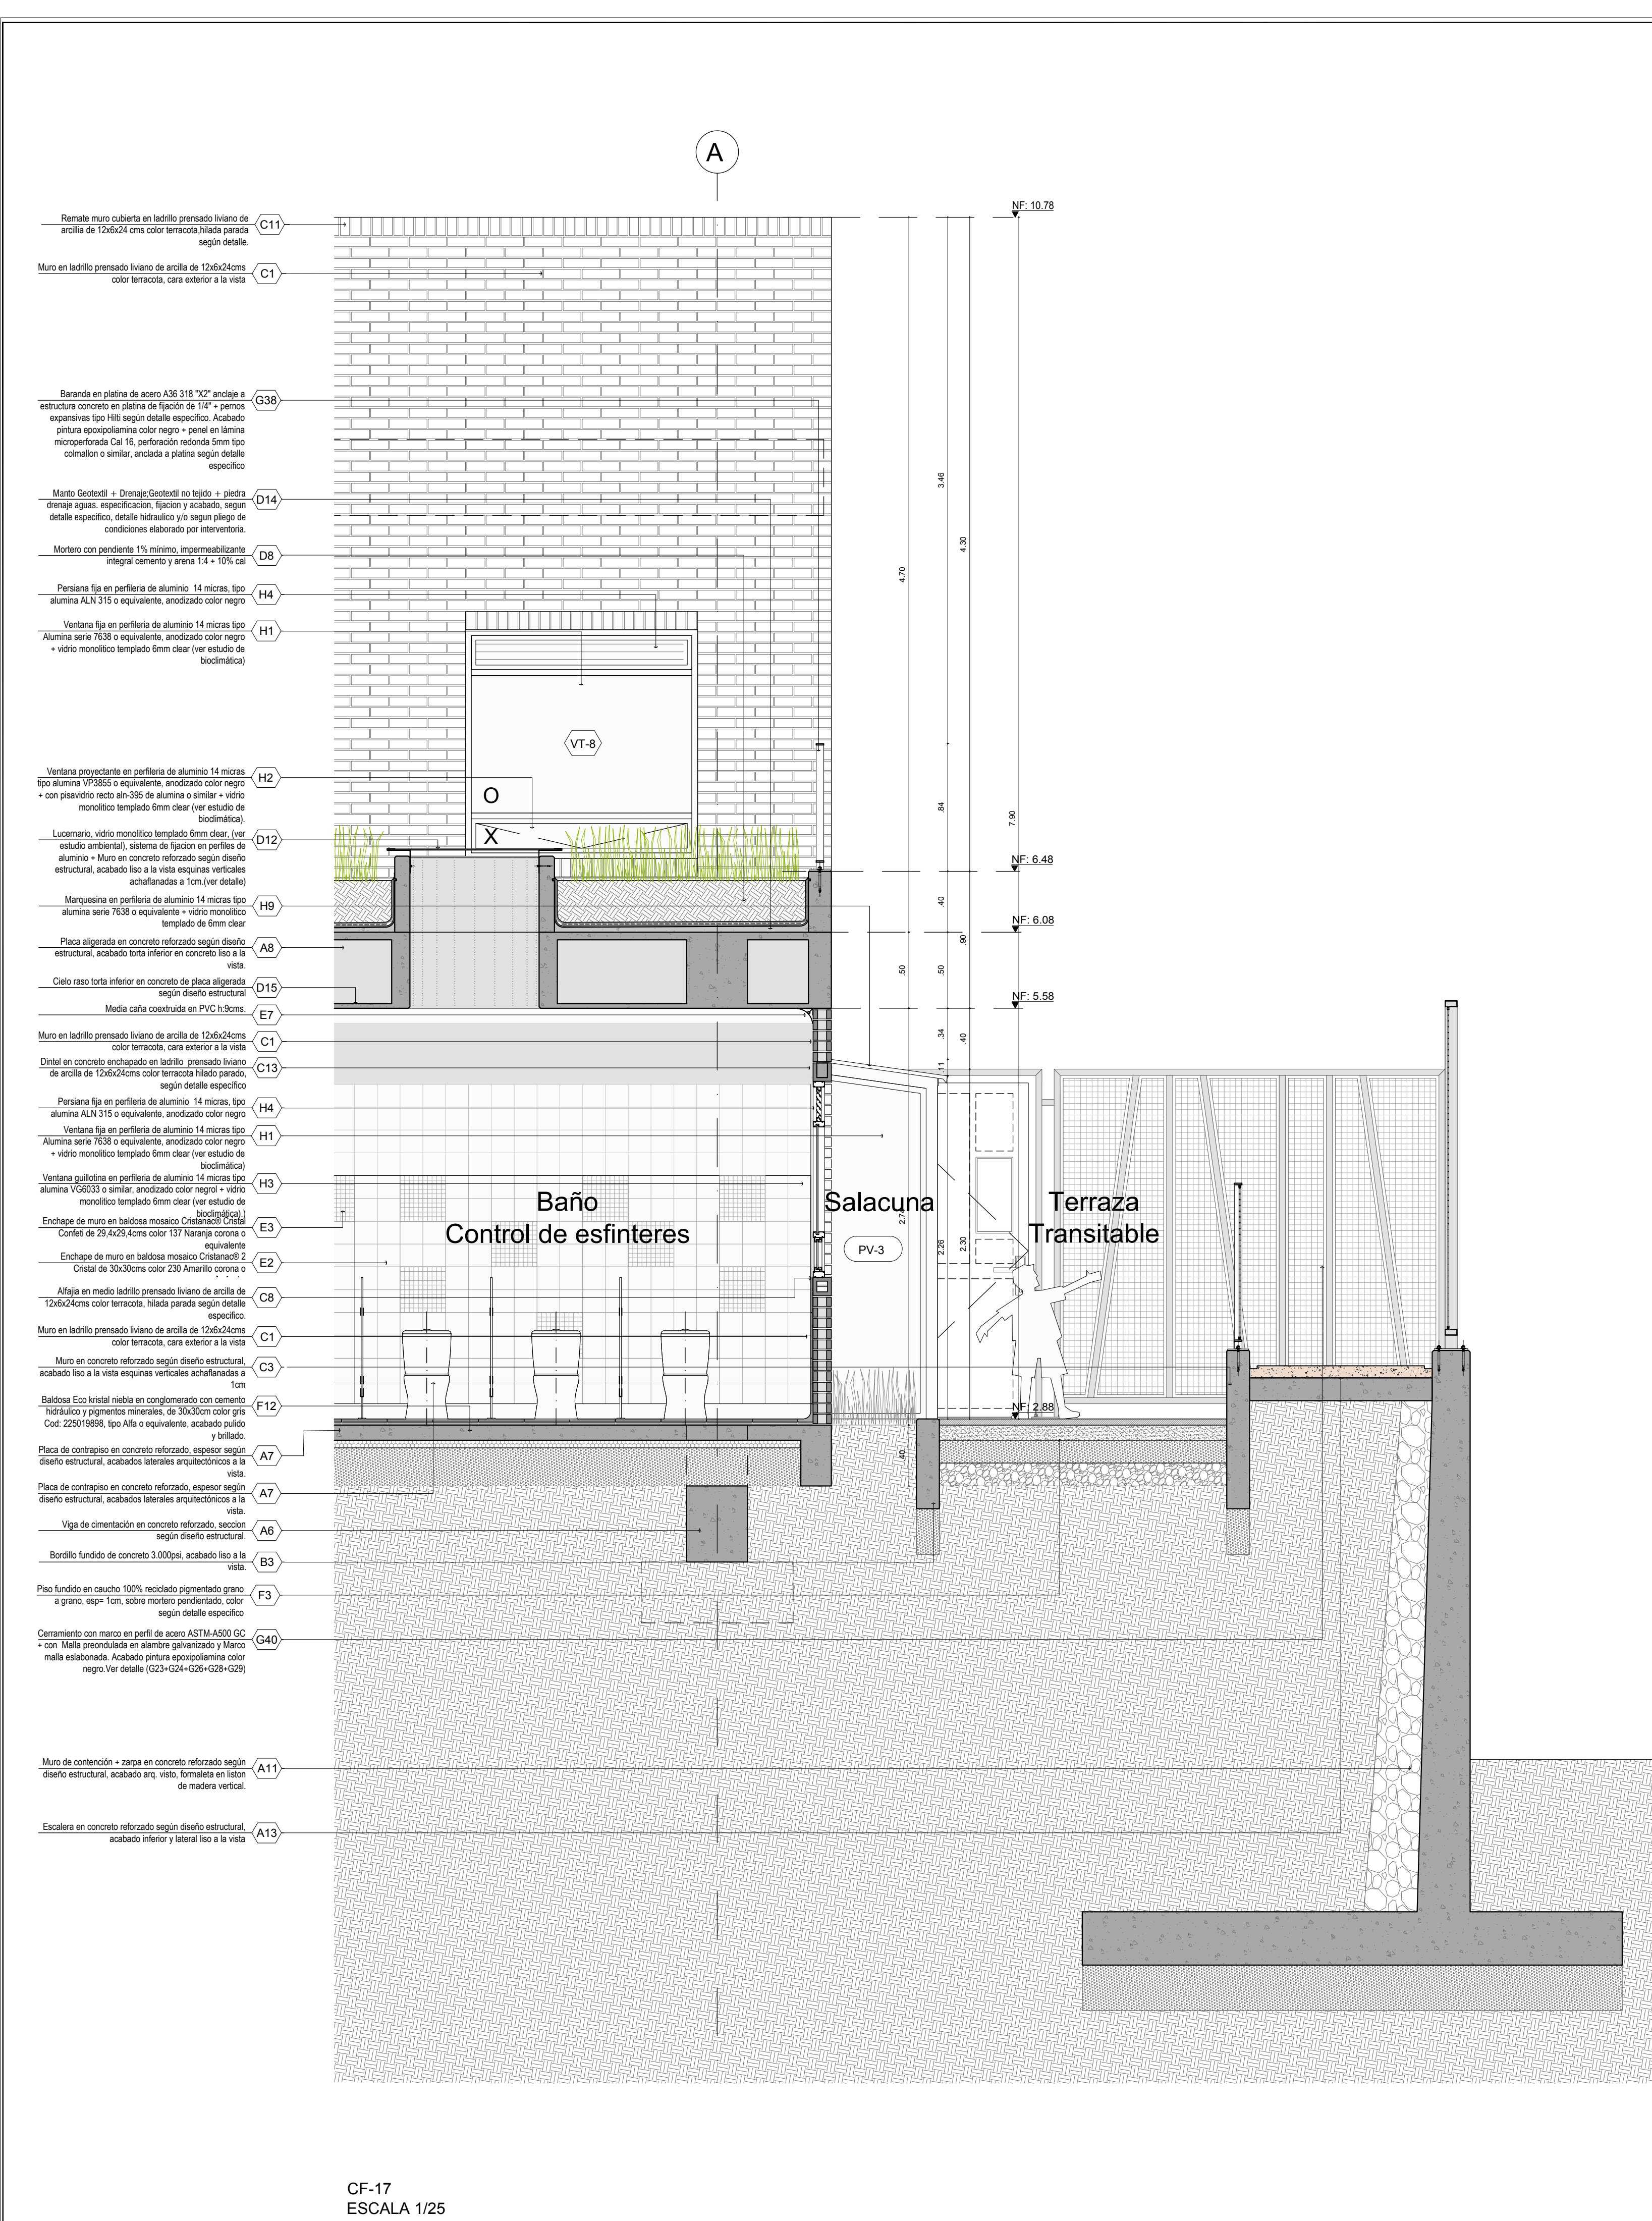 A
Remate muro cubierta en ladrillo prensado liviano de
arcillia de 12x6x24 cms color terracota,hilada parada
según detalle.
C11
Muro en ladrillo prensado liviano de arcilla de 12x6x24cms
color terracota, cara exterior a la vista
C1
Baranda en platina de acero A36 318 "X2" anclaje a
estructura concreto en platina de fijación de 1/4" + pernos
expansivas tipo Hilti según detalle específico. Acabado
pintura epoxipoliamina color negro + penel en lámina
microperforada Cal 16, perforación redonda 5mm tipo
colmallon o similar, anclada a platina según detalle
específico
G38
Manto Geotextil + Drenaje;Geotextil no tejido + piedra
drenaje aguas. especificacion, fijacion y acabado, segun
detalle especifico, detalle hidraulico y/o segun pliego de
condiciones elaborado por interventoria.
D14
Mortero con pendiente 1% mínimo, impermeabilizante
integral cemento y arena 1:4 + 10% cal
D8
Persiana fija en perfileria de aluminio 14 micras, tipo
alumina ALN 315 o equivalente, anodizado color negro
H4
Ventana fija en perfileria de aluminio 14 micras tipo
Alumina serie 7638 o equivalente, anodizado color negro
+ vidrio monolitico templado 6mm clear (ver estudio de
bioclimática)
H1
Ventana proyectante en perfileria de aluminio 14 micras
tipo alumina VP3855 o equivalente, anodizado color negro
+ con pisavidrio recto aln-395 de alumina o similar + vidrio
monolitico templado 6mm clear (ver estudio de
bioclimática).
H2
Lucernario, vidrio monolitico templado 6mm clear, (ver
estudio ambiental), sistema de fijacion en perfiles de
aluminio + Muro en concreto reforzado según diseño
estructural, acabado liso a la vista esquinas verticales
achaflanadas a 1cm.(ver detalle)
D12
Marquesina en perfileria de aluminio 14 micras tipo
alumina serie 7638 o equivalente + vidrio monolitico
templado de 6mm clear
H9
Placa aligerada en concreto reforzado según diseño
estructural, acabado torta inferior en concreto liso a la
vista.
A8
Cielo raso torta inferior en concreto de placa aligerada
según diseño estructural
D15
Media caña coextruida en PVC h:9cms.
E7
Muro en ladrillo prensado liviano de arcilla de 12x6x24cms
color terracota, cara exterior a la vista
C1
Dintel en concreto enchapado en ladrillo prensado liviano
de arcilla de 12x6x24cms color terracota hilado parado,
según detalle específico
C13
Persiana fija en perfileria de aluminio 14 micras, tipo
alumina ALN 315 o equivalente, anodizado color negro
H4
Ventana fija en perfileria de aluminio 14 micras tipo
Alumina serie 7638 o equivalente, anodizado color negro
+ vidrio monolitico templado 6mm clear (ver estudio de
bioclimática)
H1
Ventana guillotina en perfileria de aluminio 14 micras tipo
alumina VG6033 o similar, anodizado color negrol + vidrio
monolitico templado 6mm clear (ver estudio de
bioclimática).)
H3
Enchape de muro en baldosa mosaico Cristanac® Cristal
Confeti de 29,4x29,4cms color 137 Naranja corona o
equivalente
E3
Enchape de muro en baldosa mosaico Cristanac® 2
Cristal de 30x30cms color 230 Amarillo corona o
E2
Alfajia en medio ladrillo prensado liviano de arcilla de
12x6x24cms color terracota, hilada parada según detalle
especifico.
C8
Muro en ladrillo prensado liviano de arcilla de 12x6x24cms
color terracota, cara exterior a la vista
C1
Muro en concreto reforzado según diseño estructural,
acabado liso a la vista esquinas verticales achaflanadas a
1cm
C3
Baldosa Eco kristal niebla en conglomerado con cemento
hidráulico y pigmentos minerales, de 30x30cm color gris
Cod: 225019898, tipo Alfa o equivalente, acabado pulido
y brillado.
F12
Placa de contrapiso en concreto reforzado, espesor según
diseño estructural, acabados laterales arquitectónicos a la
vista.
A7
Placa de contrapiso en concreto reforzado, espesor según
diseño estructural, acabados laterales arquitectónicos a la
vista.
A7
Viga de cimentación en concreto reforzado, seccion
según diseño estructural.
A6
Bordillo fundido de concreto 3.000psi, acabado liso a la
vista.
B3
Piso fundido en caucho 100% reciclado pigmentado grano
a grano, esp= 1cm, sobre mortero pendientado, color
según detalle especifico
F3
Cerramiento con marco en perfil de acero ASTM-A500 GC
+ con Malla preondulada en alambre galvanizado y Marco
malla eslabonada. Acabado pintura epoxipoliamina color
negro.Ver detalle (G23+G24+G26+G28+G29)
G40
Muro de contención + zarpa en concreto reforzado según
diseño estructural, acabado arq. visto, formaleta en liston
de madera vertical.
A11
Escalera en concreto reforzado según diseño estructural,
acabado inferior y lateral liso a la vista
A13
NF: 10.78
3.46
4.30
4.70
VT-8
O
X
.84
7.90
NF: 6.48
.40
NF: 6.08
.90
.50
.50
NF: 5.58
.34
.40
.11
Baño
Control de esfinteres
Salacuna
Terraza
Transitable
PV-3
2.26
2.30
NF: 2.88
.40
CF-17
ESCALA 1/25